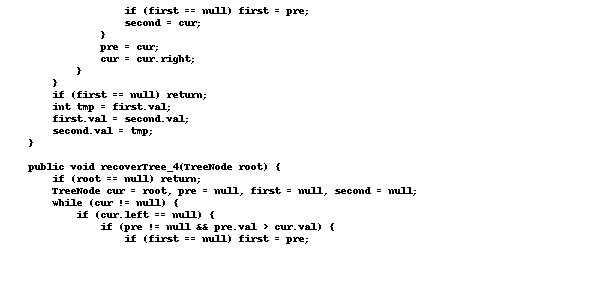 if (first == null) first = pre;
                second = cur;
            }
            pre = cur;
            cur = cur.right;
        }
    }
    if (first == null) return;
    int tmp = first.val;
    first.val = second.val;
    second.val = tmp;
}

public void recoverTree_4(TreeNode root) {
    if (root == null) return;
    TreeNode cur = root, pre = null, first = null, second = null;
    while (cur != null) {
        if (cur.left == null) {
            if (pre != null && pre.val > cur.val) {
                if (first == null) first = pre;